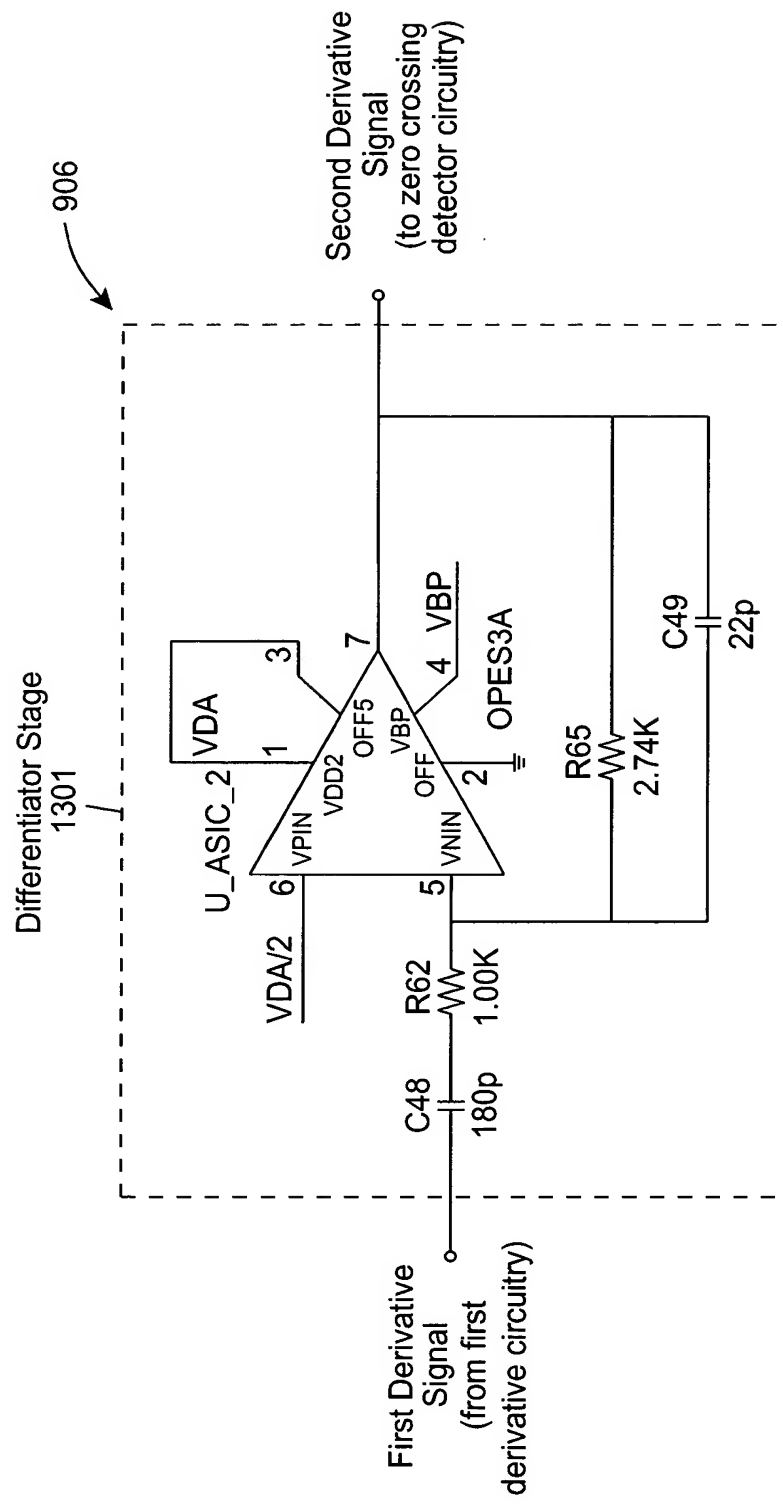 Differentiator Stage
1301
906
U_ASIC_2
VDA
1
3
VDD2
OFF5
VDA/2
6
VPIN
7
5
VNIN
OFF
2
VBP
4
VBP
OPES3A
First Derivative
Signal
(from first
derivative circuitry)
C48
180p
R62
1.00K
R65
2.74K
C49
22p
Second Derivative
Signal
(to zero crossing
detector circuitry)